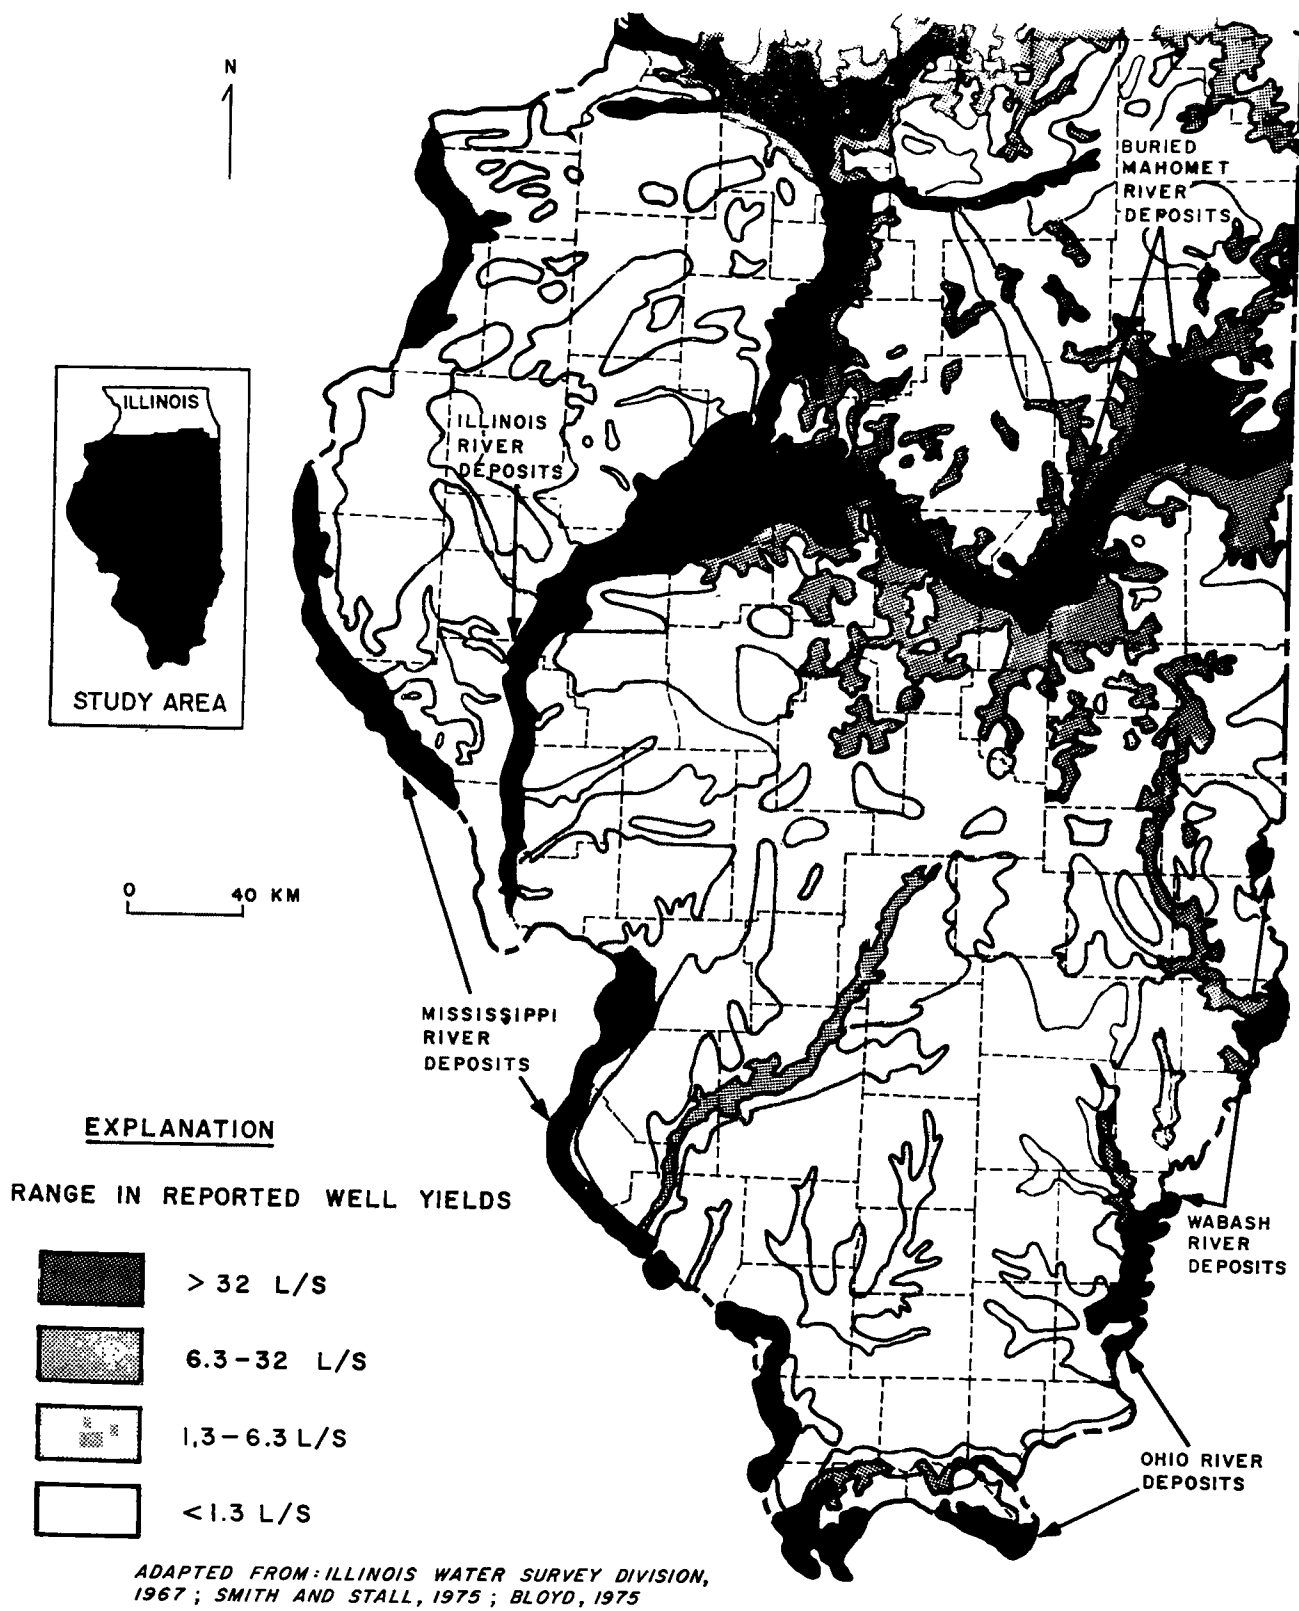 N
BURIED
MAHOMET
RIVER
DEPOSITS
ILLINOIS
ILLINOIS
RIVER
DEPOSITS
STUDY AREA
0 40 KM
MISSISSIPPI
RIVER
DEPOSITS
EXPLANATION
RANGE IN REPORTED WELL YIELDS
> 32 L/S
6.3-32 L/S
1.3-6.3 L/S
<1.3 L/S
WABASH
RIVER
DEPOSITS
OHIO RIVER
DEPOSITS
ADAPTED FROM: ILLINOIS WATER SURVEY DIVISION,
1967; SMITH AND STALL, 1975; BLOYD, 1975